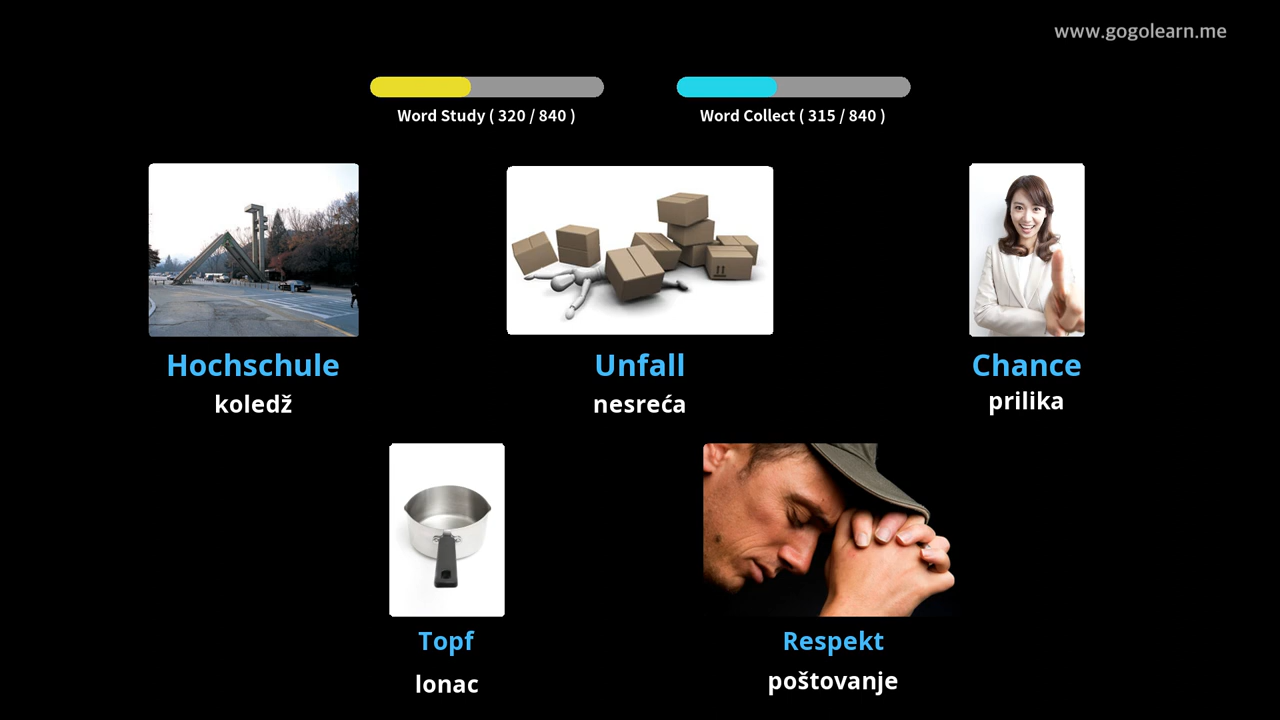 www.gogolearn.me
Word Study ( 320 / 840 )
Word Collect ( 315 / 840 )
Hochschule
koledž
Unfall
nesreća
Chance
prilika
Topf
lonac
Respekt
poštovanje